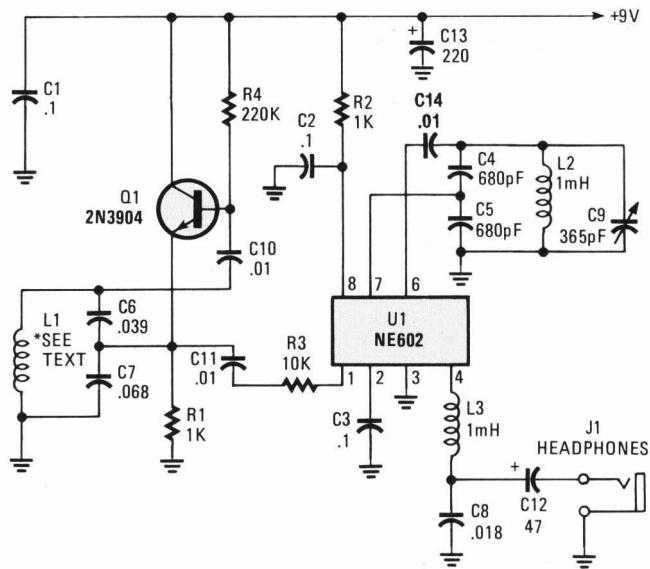 +9V
+
C13
220
C1
.1
R4
220K
C2
.1
R2
1K
C14
.01
C4
680pF
L2
1mH
C5
680pF
C9
365pF
Q1
2N3904
C10
.01
8
7
6
U1
NE602
1
2
3
4
L1
*SEE
TEXT
C6
.039
C7
.068
C11
.01
R3
10K
R1
1K
C3
.1
L3
1mH
J1
HEADPHONES
+
C12
47
C8
.018